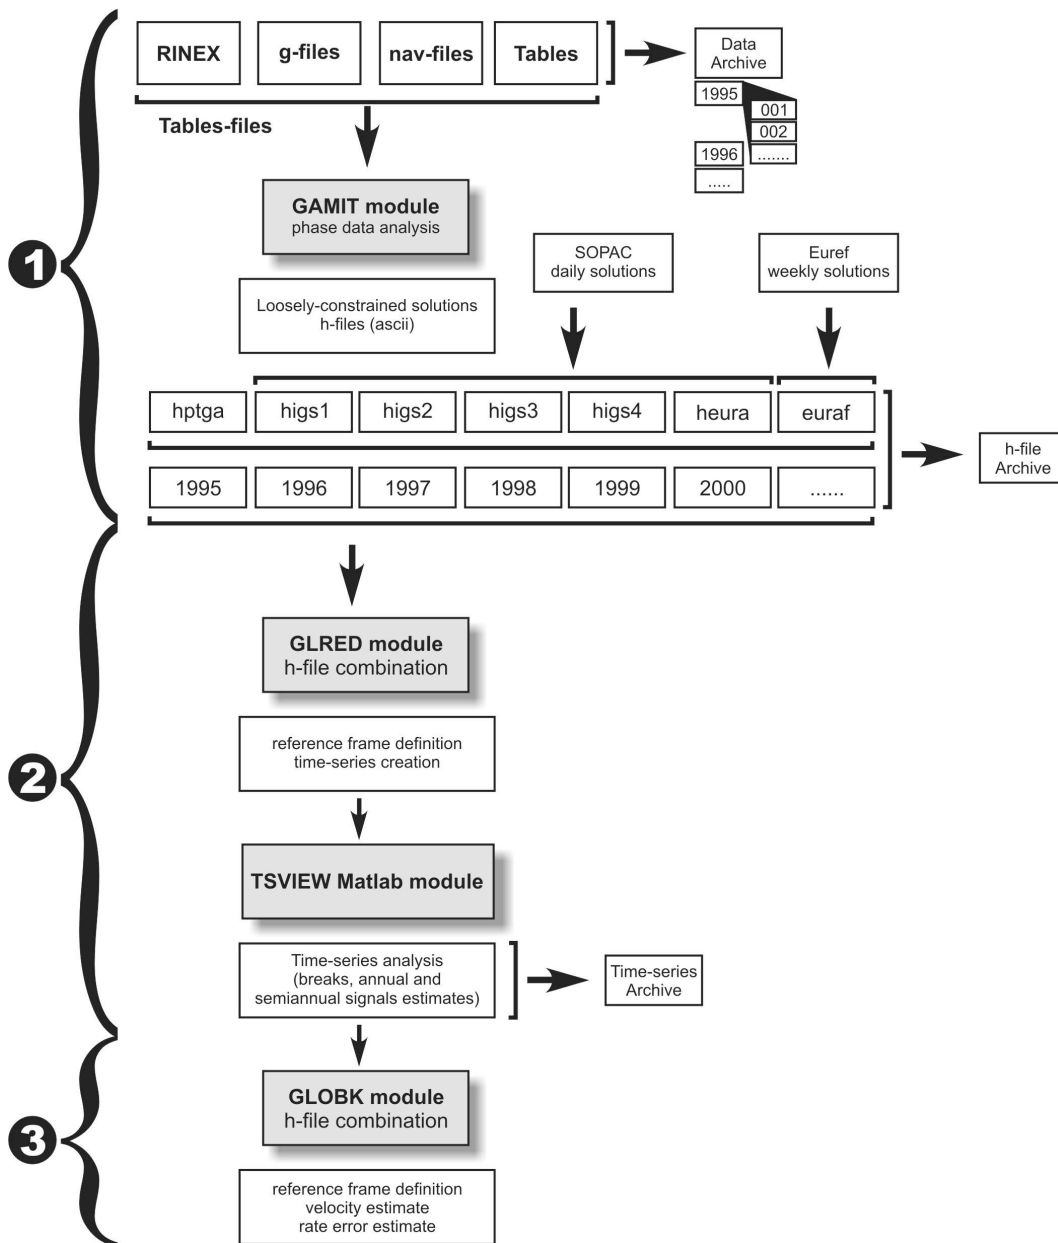 RINEX
g-files
nav-files
Tables
Data
Archive
1995
001
002
.......
1996
.....
Tables-files
1
GAMIT module
phase data analysis
SOPAC
daily solutions
Euref
weekly solutions
Loosely-constrained solutions
h-files (ascii)
hptga
higs1
higs2
higs3
higs4
heura
euraf
h-file
Archive
1995
1996
1997
1998
1999
2000
......
GLRED module
h-file combination
2
reference frame definition
time-series creation
TSVIEW Matlab module
Time-series analysis
(breaks, annual and
semiannual signals estimates)
Time-series
Archive
3
GLOBK module
h-file combination
reference frame definition
velocity estimate
rate error estimate